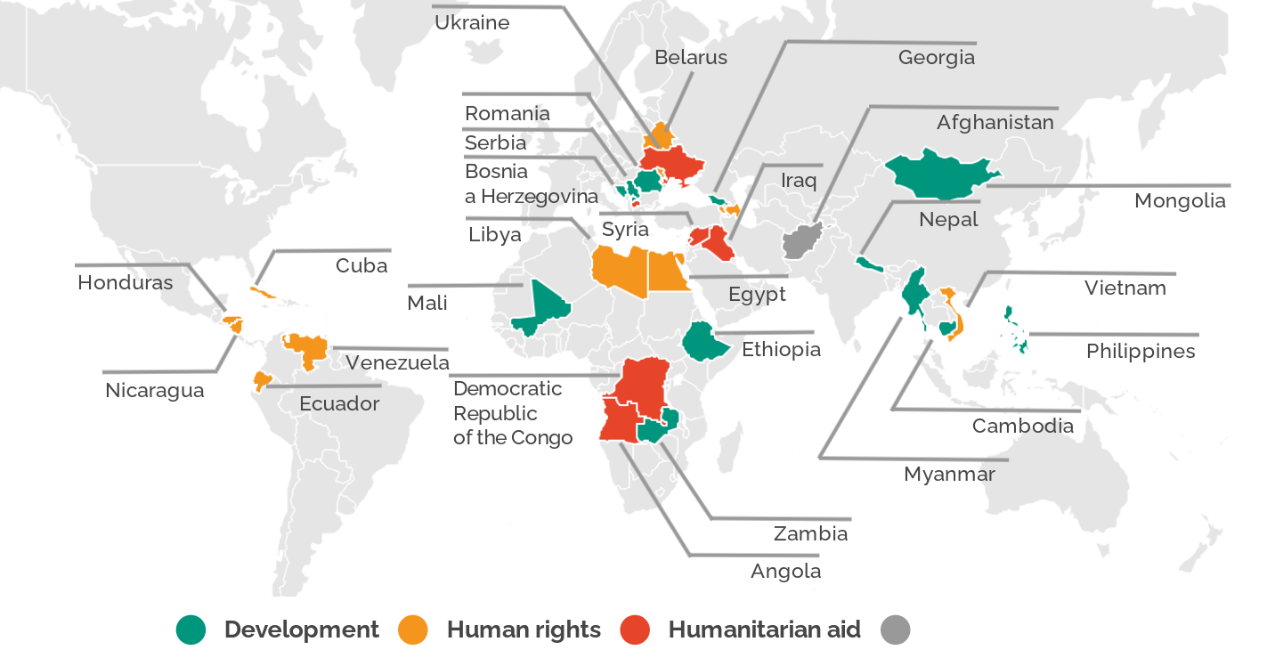 Ukraine
Belarus
Georgia
Romania
Serbia
Bosnia
a Herzegovina
Afghanistan
Iraq
Mongolia
Nepal
Libya
Syria
Cuba
Honduras
Mali
Egypt
Vietnam
Ethiopia
Philippines
Venezuela
Nicaragua
Ecuador
Democratic
Republic
of the Congo
Cambodia
Myanmar
Zambia
Angola
Development Human rights Humanitarian aid